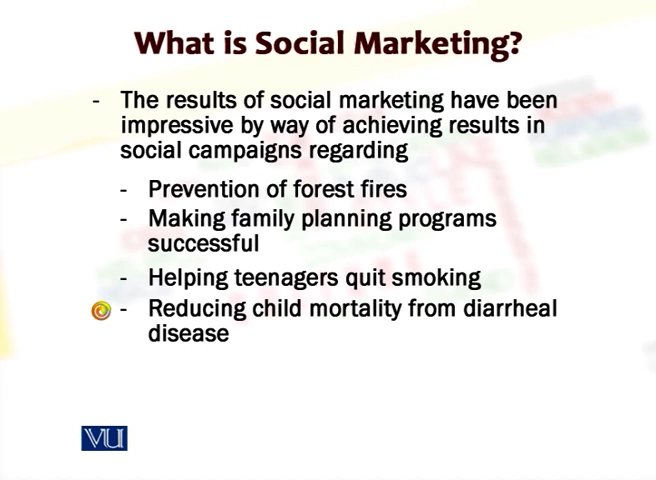 What is Social Marketing?
- The results of social marketing have been
impressive by way of achieving results in
social campaigns regarding
- Prevention of forest fires
- Making family planning programs
successful
- Helping teenagers quit smoking
- Reducing child mortality from diarrheal
disease
VU